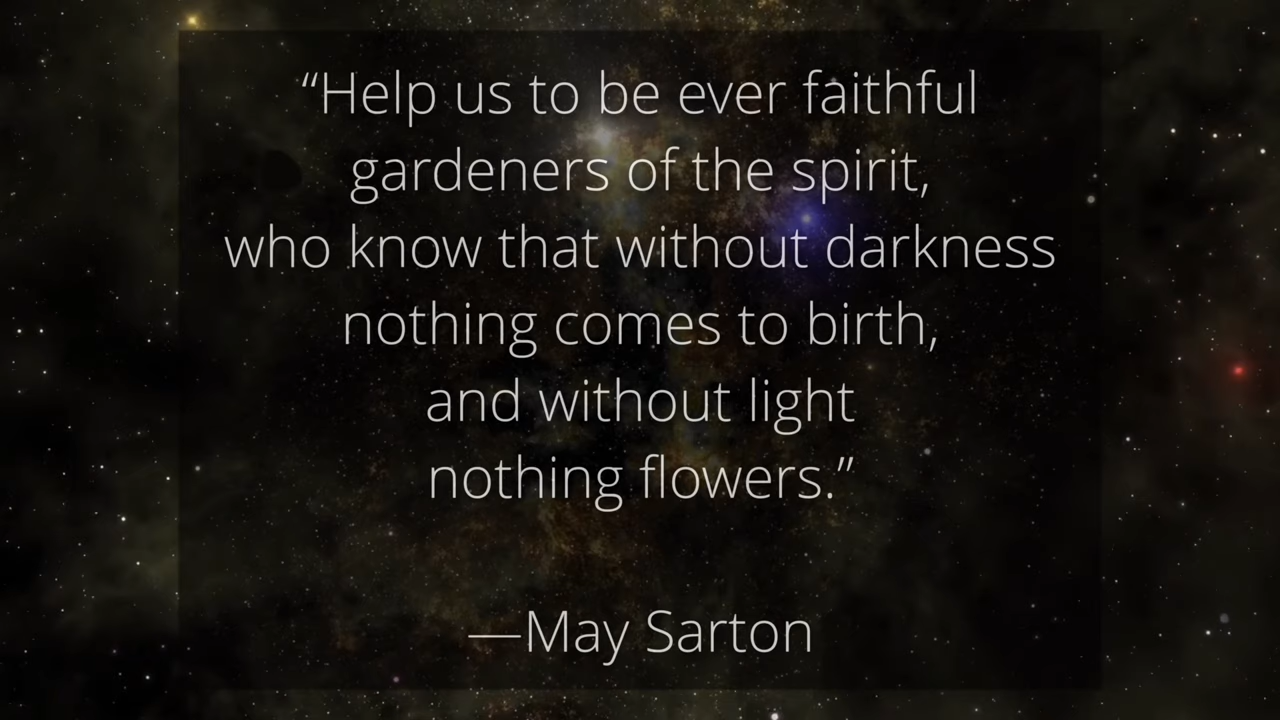 “Help us to be ever faithful
gardeners of the spirit,
who know that without darkness
nothing comes to birth,
and without light
nothing flowers.”
—May Sarton